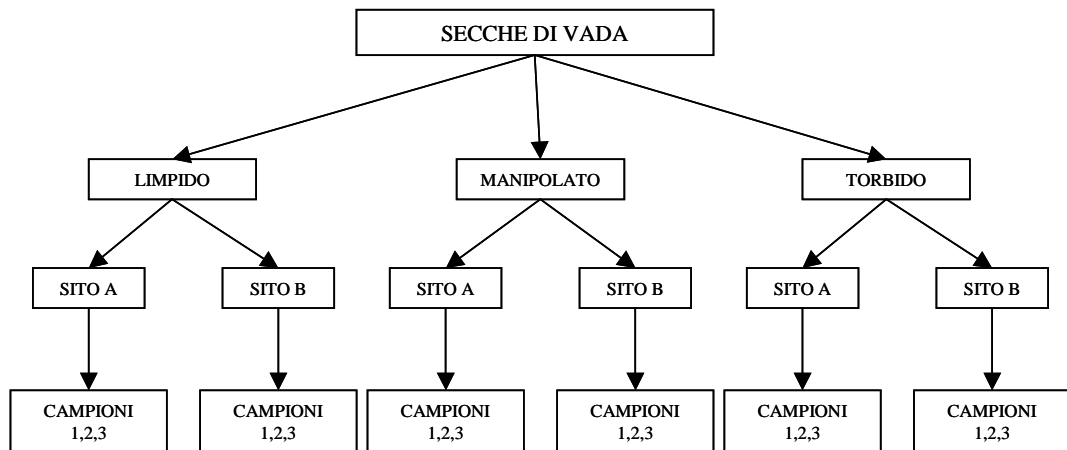 SECCHE DI VADA
LIMPIDO
MANIPOLATO
TORBIDO
SITO A
SITO B
SITO A
SITO B
SITO A
SITO B
CAMPIONI
1,2,3
CAMPIONI
1,2,3
CAMPIONI
1,2,3
CAMPIONI
1,2,3
CAMPIONI
1,2,3
CAMPIONI
1,2,3